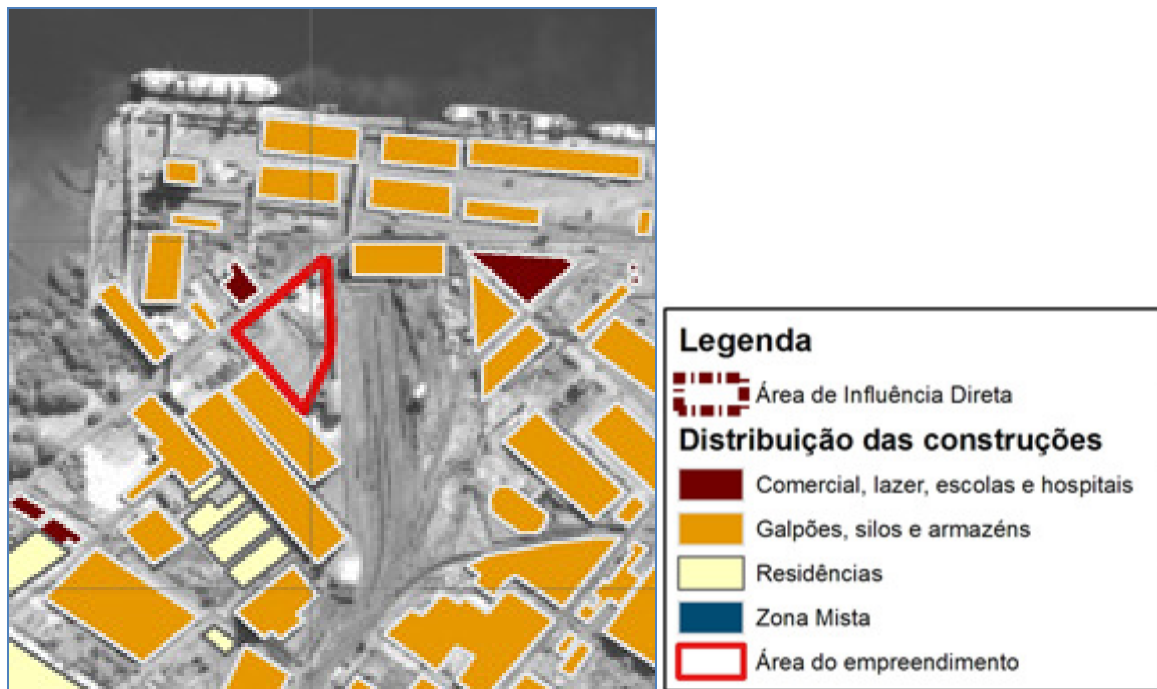 Legenda
Área de Influência Direta
Distribuição das construções
Comercial, lazer, escolas e hospitais
Galpões, silos e armazéns
Residências
Zona Mista
Área do empreendimento